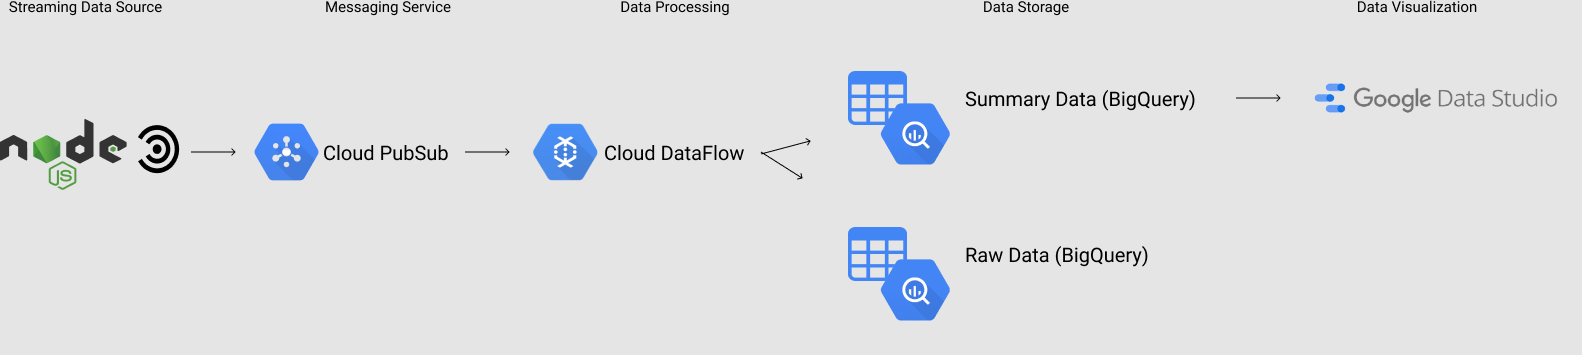 Streaming Data Source
Messaging Service
Data Processing
Data Storage
Data Visualization
node
JS
Cloud PubSub
Cloud DataFlow
Summary Data (BigQuery)
Google Data Studio
Raw Data (BigQuery)